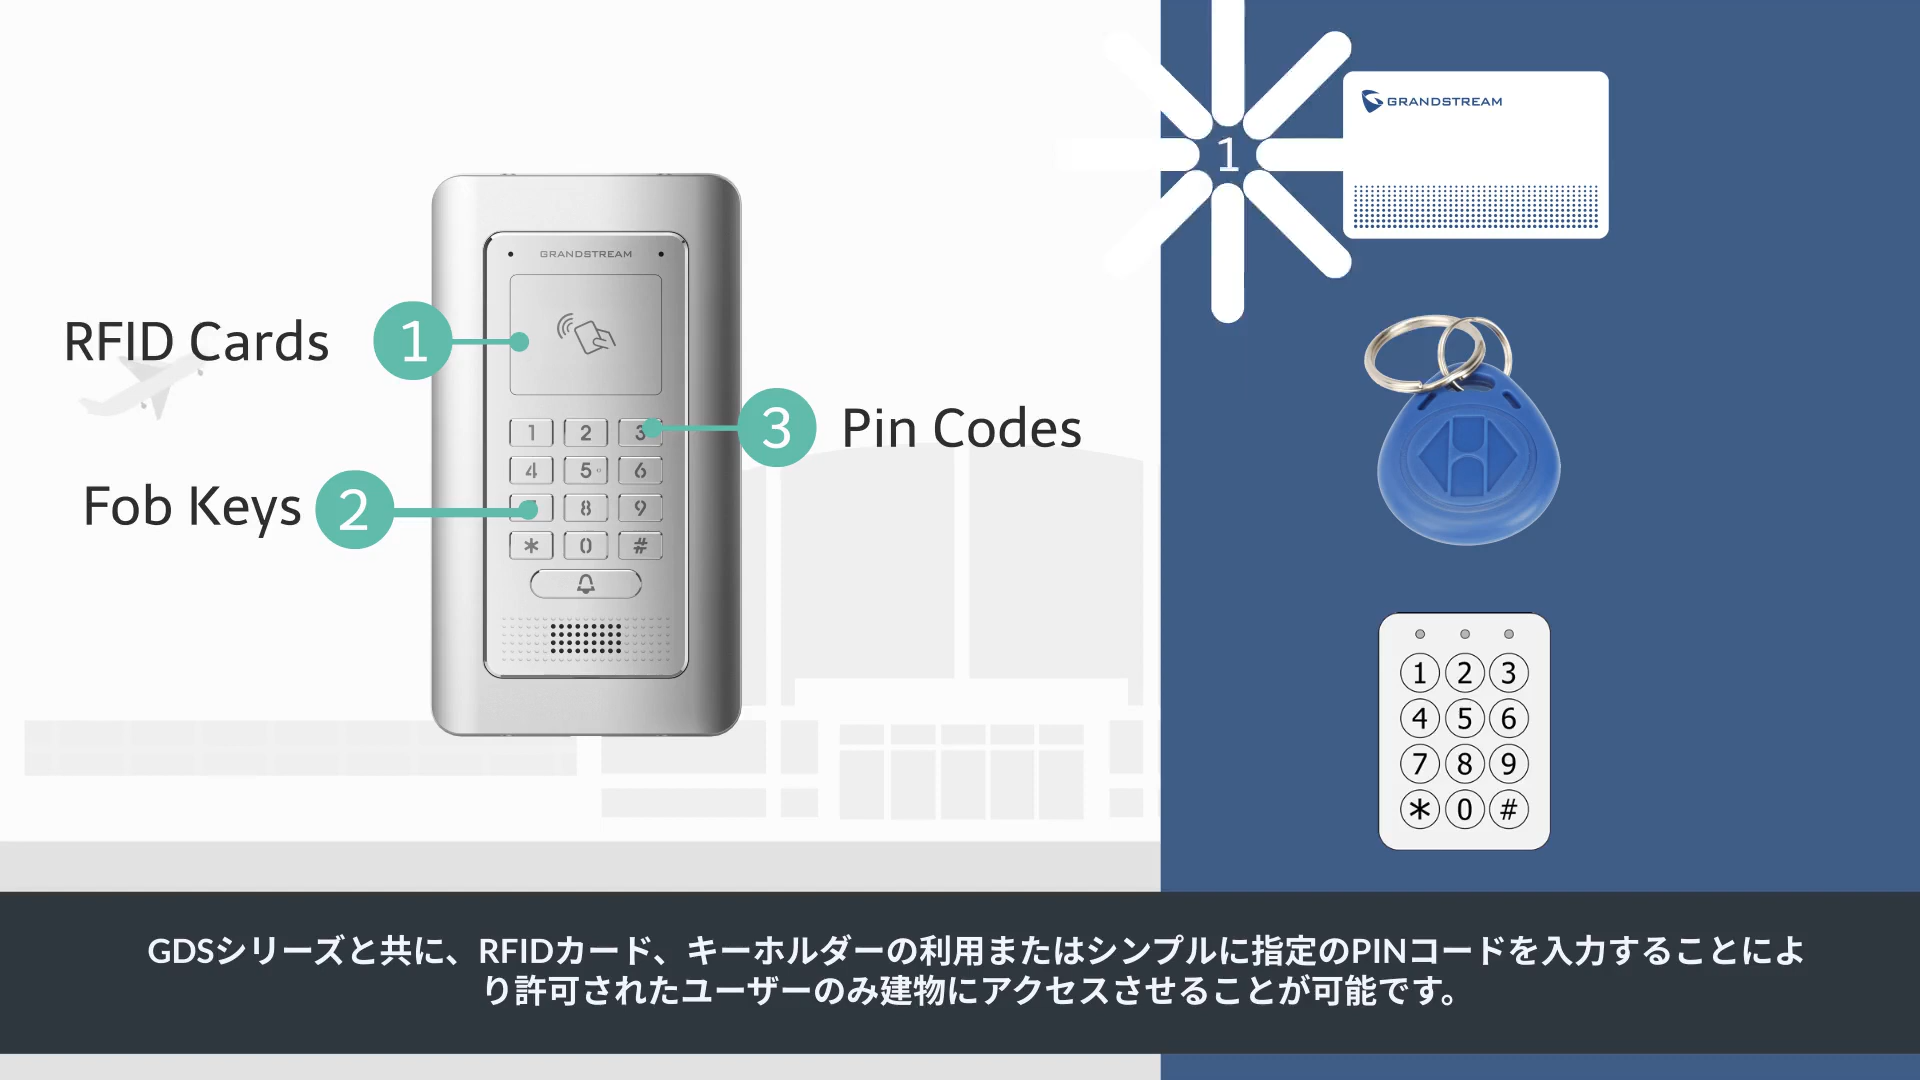 GRANDSTREAM
RFID Cards
1
3
Pin Codes
Fob Keys
2
1 2 3
4 5 6
8 9
* 0 #
1
GRANDSTREAM
1 2 3
4 5 6
7 8 9
* 0 #
GDSシリーズと共に、RFIDカード、キーホルダーの利用またはシンプルに指定のPINコードを入力することによ
り許可されたユーザーのみ建物にアクセスさせることが可能です。